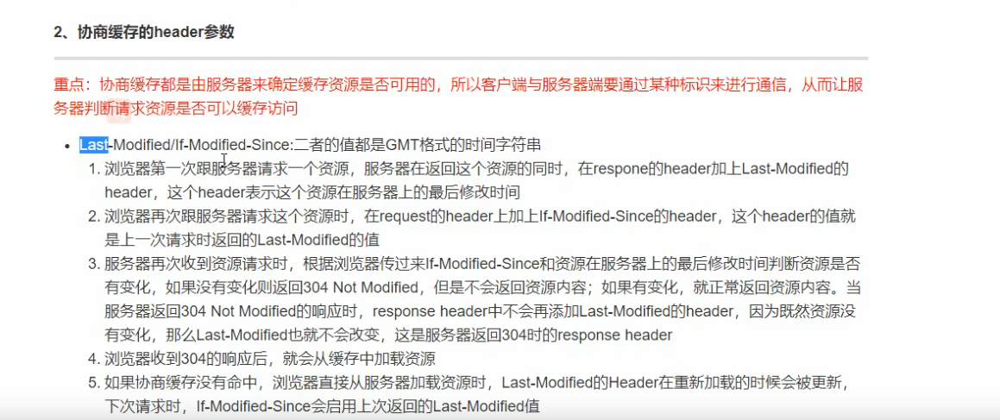 2、协商缓存的header参数
重点：协商缓存都是由服务器来确定缓存资源是否可用的，所以客户端与服务器端要通过某种标识来进行通信，从而让服
务器判断请求资源是否可以缓存访问
• Last-Modified/If-Modified-Since:二者的值都是GMT格式的时间字符串
1. 浏览器第一次跟服务器请求一个资源，服务器在返回这个资源的同时，在respone的header加上Last-Modified的
header，这个header表示这个资源在服务器上的最后修改时间
2. 浏览器再次跟服务器请求这个资源时，在request的header上加上If-Modified-Since的header，这个header的值就
是上一次请求时返回的Last-Modified的值
3. 服务器再次收到资源请求时，根据浏览器传过来If-Modified-Since和资源在服务器上的最后修改时间判断资源是否
有变化，如果没有变化则返回304 Not Modified，但是不会返回资源内容；如果有变化，就正常返回资源内容。当
服务器返回304 Not Modified的响应时，response header中不会再添加Last-Modified的header，因为既然资源没
有变化，那么Last-Modified也就不会改变，这是服务器返回304时的response header
4. 浏览器收到304的响应后，就会从缓存中加载资源
5. 如果协商缓存没有命中，浏览器直接从服务器加载资源时，Last-Modified的Header在重新加载的时候会被更新，
下次请求时，If-Modified-Since会启用上次返回的Last-Modified值